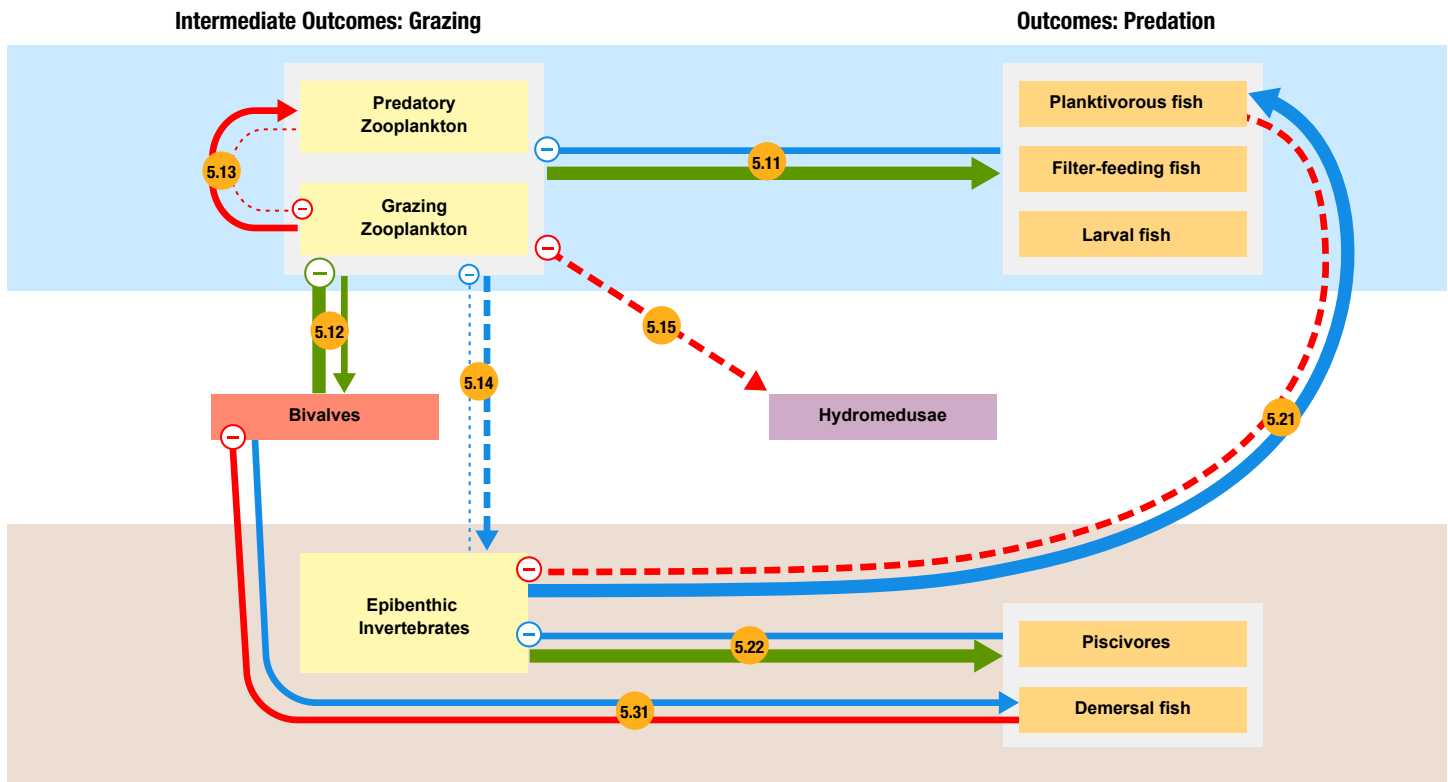 Intermediate Outcomes: Grazing
Outcomes: Predation
Predatory
Zooplankton
Planktivorous fish
5.13
5.11
Filter-feeding fish
Grazing
Zooplankton
Larval fish
5.12
5.15
5.14
Bivalves
Hydromedusae
5.21
Epibenthic
Invertebrates
5.22
Piscivores
5.31
Demersal fish